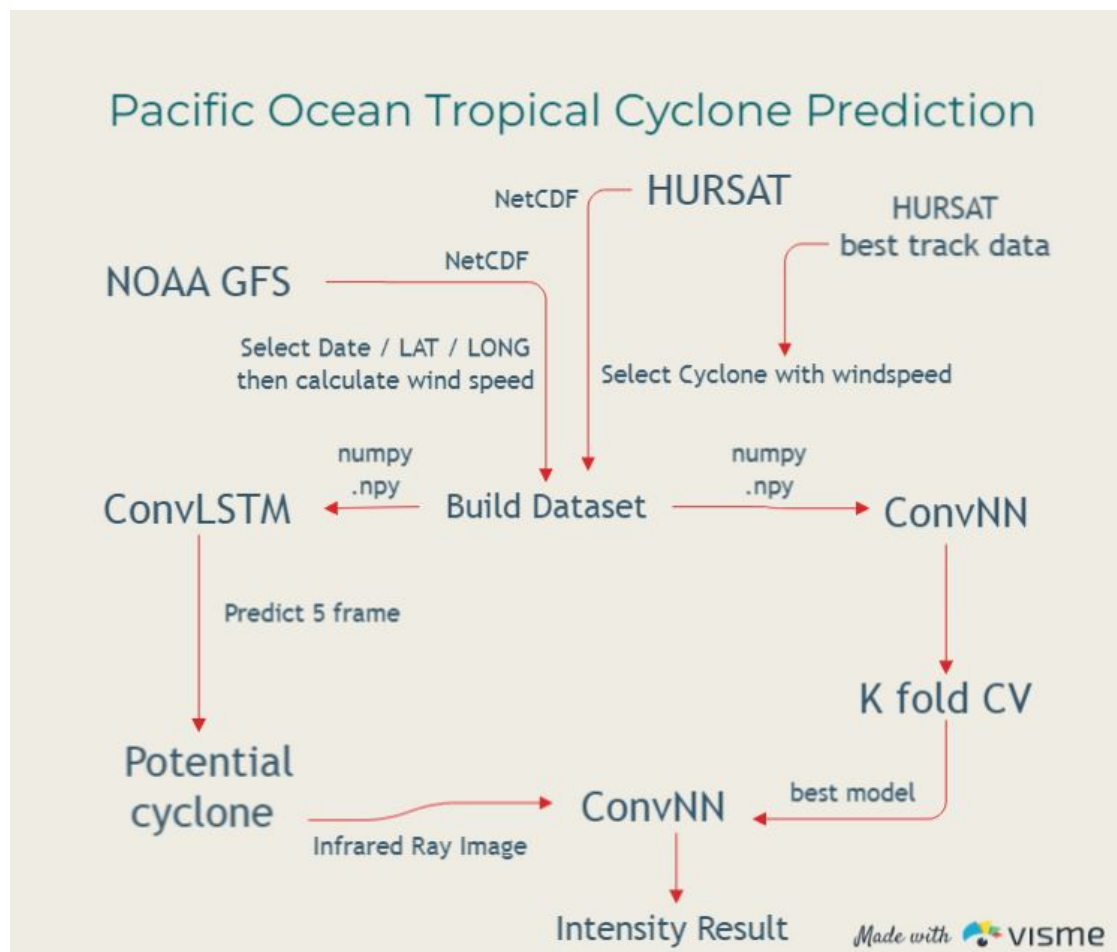 Pacific Ocean Tropical Cyclone Prediction
NetCDF
HURSAT
HURSAT
best track data
NOAA GFS
NetCDF
Select Date / LAT / LONG
then calculate wind speed
Select Cyclone with windspeed
numpy
.npy
numpy
.npy
ConvLSTM
Build Dataset
ConvNN
Predict 5 frame
K fold CV
Potential
cyclone
Infrared Ray Image
ConvNN
best model
Intensity Result
Made with visme